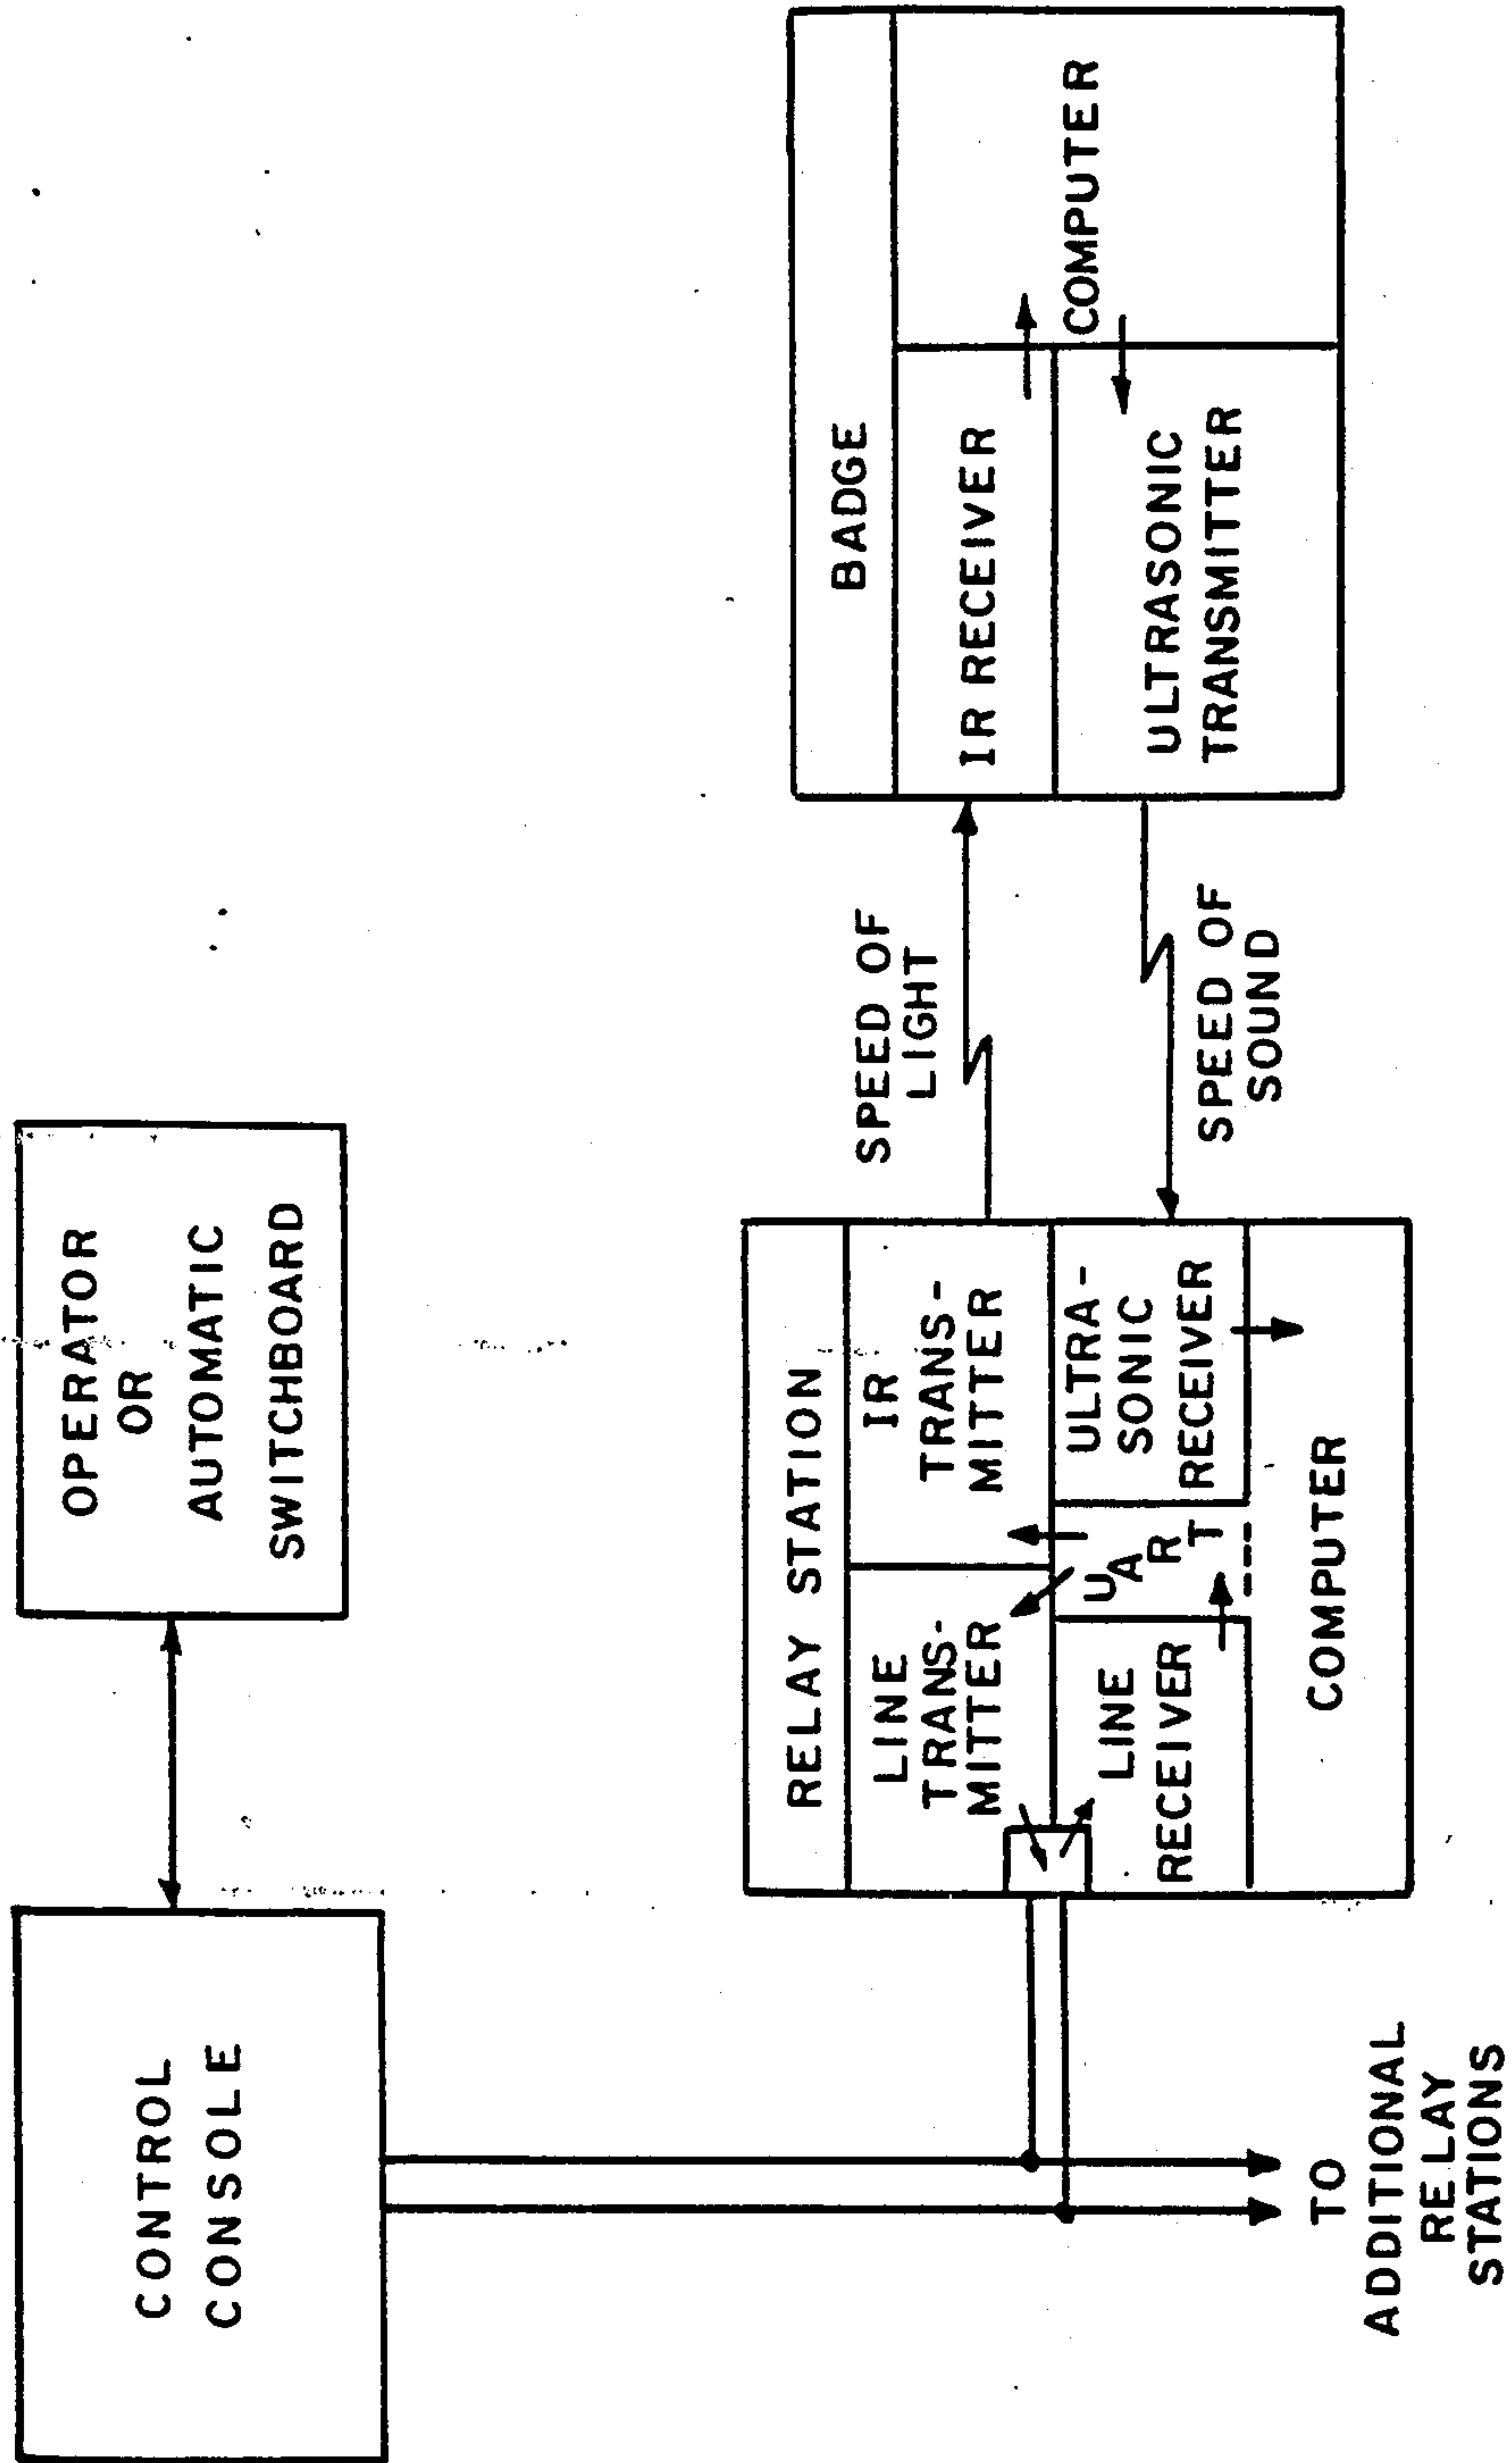 CONTROL
CONSOLE
OPERATOR
OR
AUTOMATIC
SWITCHBOARD
TO
ADDITIONAL
RELAY
STATIONS
RELAY STATION
LINE
TRANS-
MITTER
IR
TRANS-
MITTER
LINE
RECEIVER
UART
ULTRA-
SONIC
RECEIVER
COMPUTER
SPEED OF
LIGHT
SPEED OF
SOUND
BADGE
IR RECEIVER
ULTRASONIC
TRANSMITTER
COMPUTER